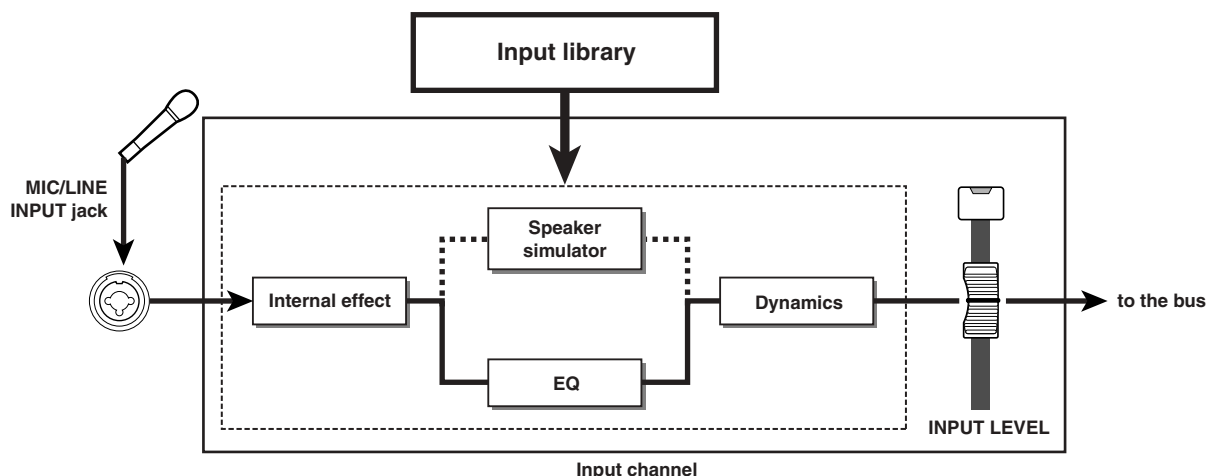 Input library
MIC/LINE
INPUT jack
Speaker
simulator
Internal effect
Dynamics
to the bus
EQ
INPUT LEVEL
Input channel